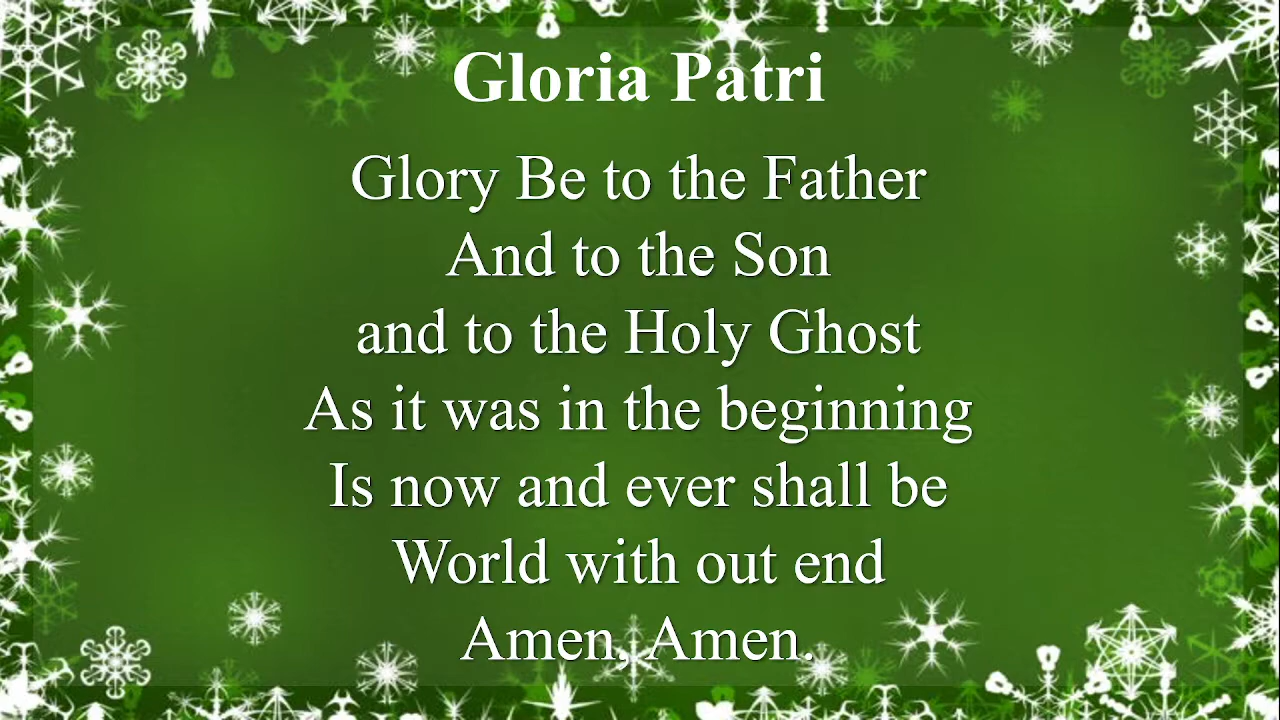 Gloria Patri
Glory Be to the Father
And to the Son
and to the Holy Ghost
As it was in the beginning
Is now and ever shall be
World with out end
Amen, Amen.